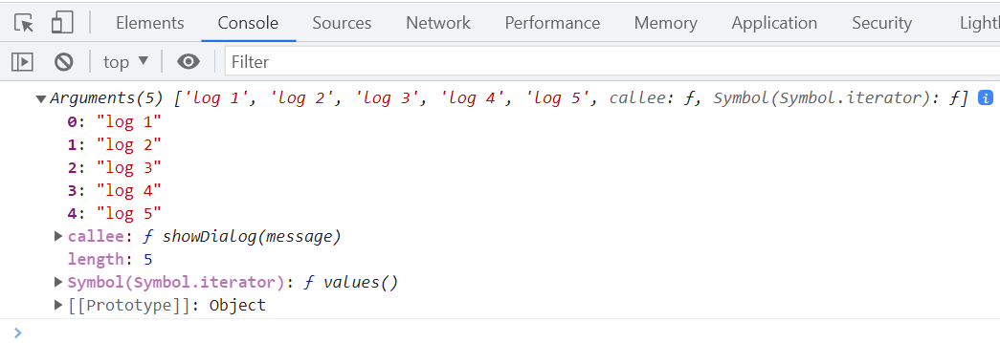 Elements Console Sources Network Performance Memory Application Security Light
top ▼ Filter
▼Arguments(5) ['log 1', 'log 2', 'log 3', 'log 4', 'log 5', callee: ƒ, Symbol(Symbol.iterator): ƒ] i
0: "log 1"
1: "log 2"
2: "log 3"
3: "log 4"
4: "log 5"
▶callee: ƒ showDialog(message)
length: 5
▶Symbol(Symbol.iterator): ƒ values()
▶[[Prototype]]: Object
>